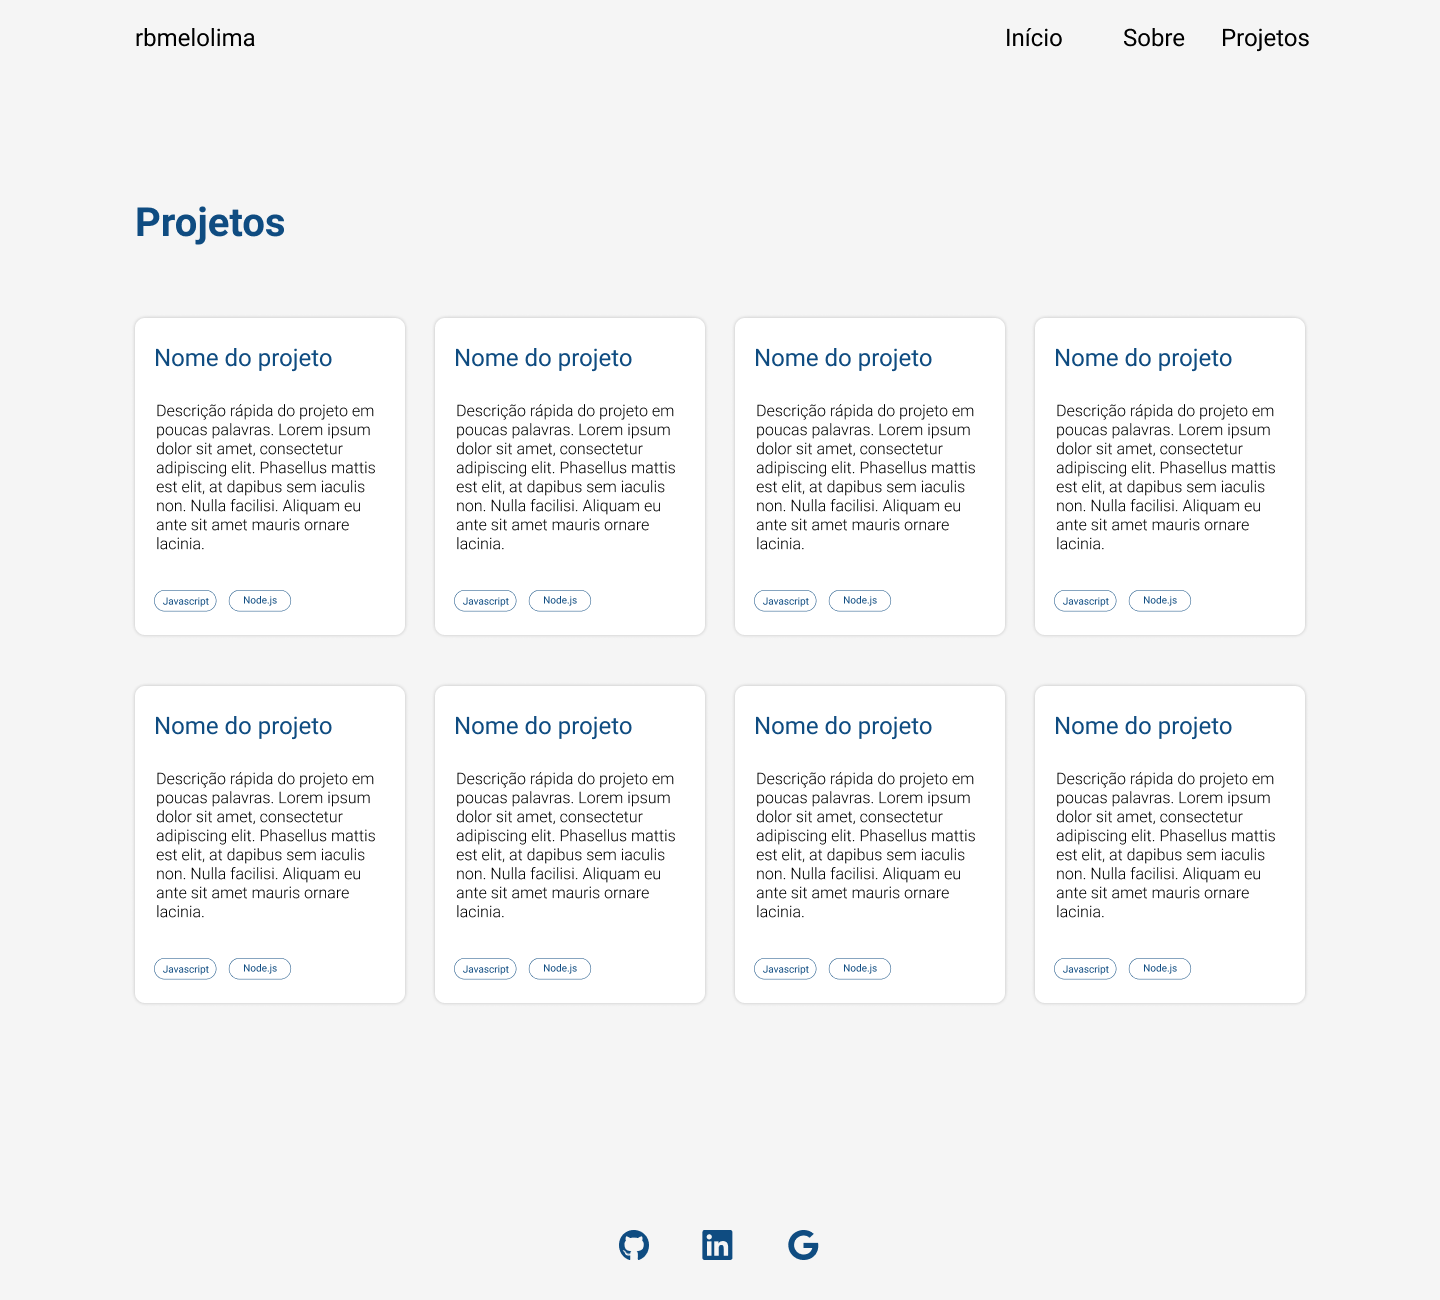 rbmelolima
Início Sobre Projetos
Projetos
Nome do projeto
Descrição rápida do projeto em
poucas palavras. Lorem ipsum
dolor sit amet, consectetur
adipiscing elit. Phasellus mattis
est elit, at dapibus sem iaculis
non. Nulla facilisi. Aliquam eu
ante sit amet mauris ornare
lacinia.
Javascript Node.js
Nome do projeto
Descrição rápida do projeto em
poucas palavras. Lorem ipsum
dolor sit amet, consectetur
adipiscing elit. Phasellus mattis
est elit, at dapibus sem iaculis
non. Nulla facilisi. Aliquam eu
ante sit amet mauris ornare
lacinia.
Javascript Node.js
Nome do projeto
Descrição rápida do projeto em
poucas palavras. Lorem ipsum
dolor sit amet, consectetur
adipiscing elit. Phasellus mattis
est elit, at dapibus sem iaculis
non. Nulla facilisi. Aliquam eu
ante sit amet mauris ornare
lacinia.
Javascript Node.js
Nome do projeto
Descrição rápida do projeto em
poucas palavras. Lorem ipsum
dolor sit amet, consectetur
adipiscing elit. Phasellus mattis
est elit, at dapibus sem iaculis
non. Nulla facilisi. Aliquam eu
ante sit amet mauris ornare
lacinia.
Javascript Node.js
Nome do projeto
Descrição rápida do projeto em
poucas palavras. Lorem ipsum
dolor sit amet, consectetur
adipiscing elit. Phasellus mattis
est elit, at dapibus sem iaculis
non. Nulla facilisi. Aliquam eu
ante sit amet mauris ornare
lacinia.
Javascript Node.js
Nome do projeto
Descrição rápida do projeto em
poucas palavras. Lorem ipsum
dolor sit amet, consectetur
adipiscing elit. Phasellus mattis
est elit, at dapibus sem iaculis
non. Nulla facilisi. Aliquam eu
ante sit amet mauris ornare
lacinia.
Javascript Node.js
Nome do projeto
Descrição rápida do projeto em
poucas palavras. Lorem ipsum
dolor sit amet, consectetur
adipiscing elit. Phasellus mattis
est elit, at dapibus sem iaculis
non. Nulla facilisi. Aliquam eu
ante sit amet mauris ornare
lacinia.
Javascript Node.js
Nome do projeto
Descrição rápida do projeto em
poucas palavras. Lorem ipsum
dolor sit amet, consectetur
adipiscing elit. Phasellus mattis
est elit, at dapibus sem iaculis
non. Nulla facilisi. Aliquam eu
ante sit amet mauris ornare
lacinia.
Javascript Node.js
in G